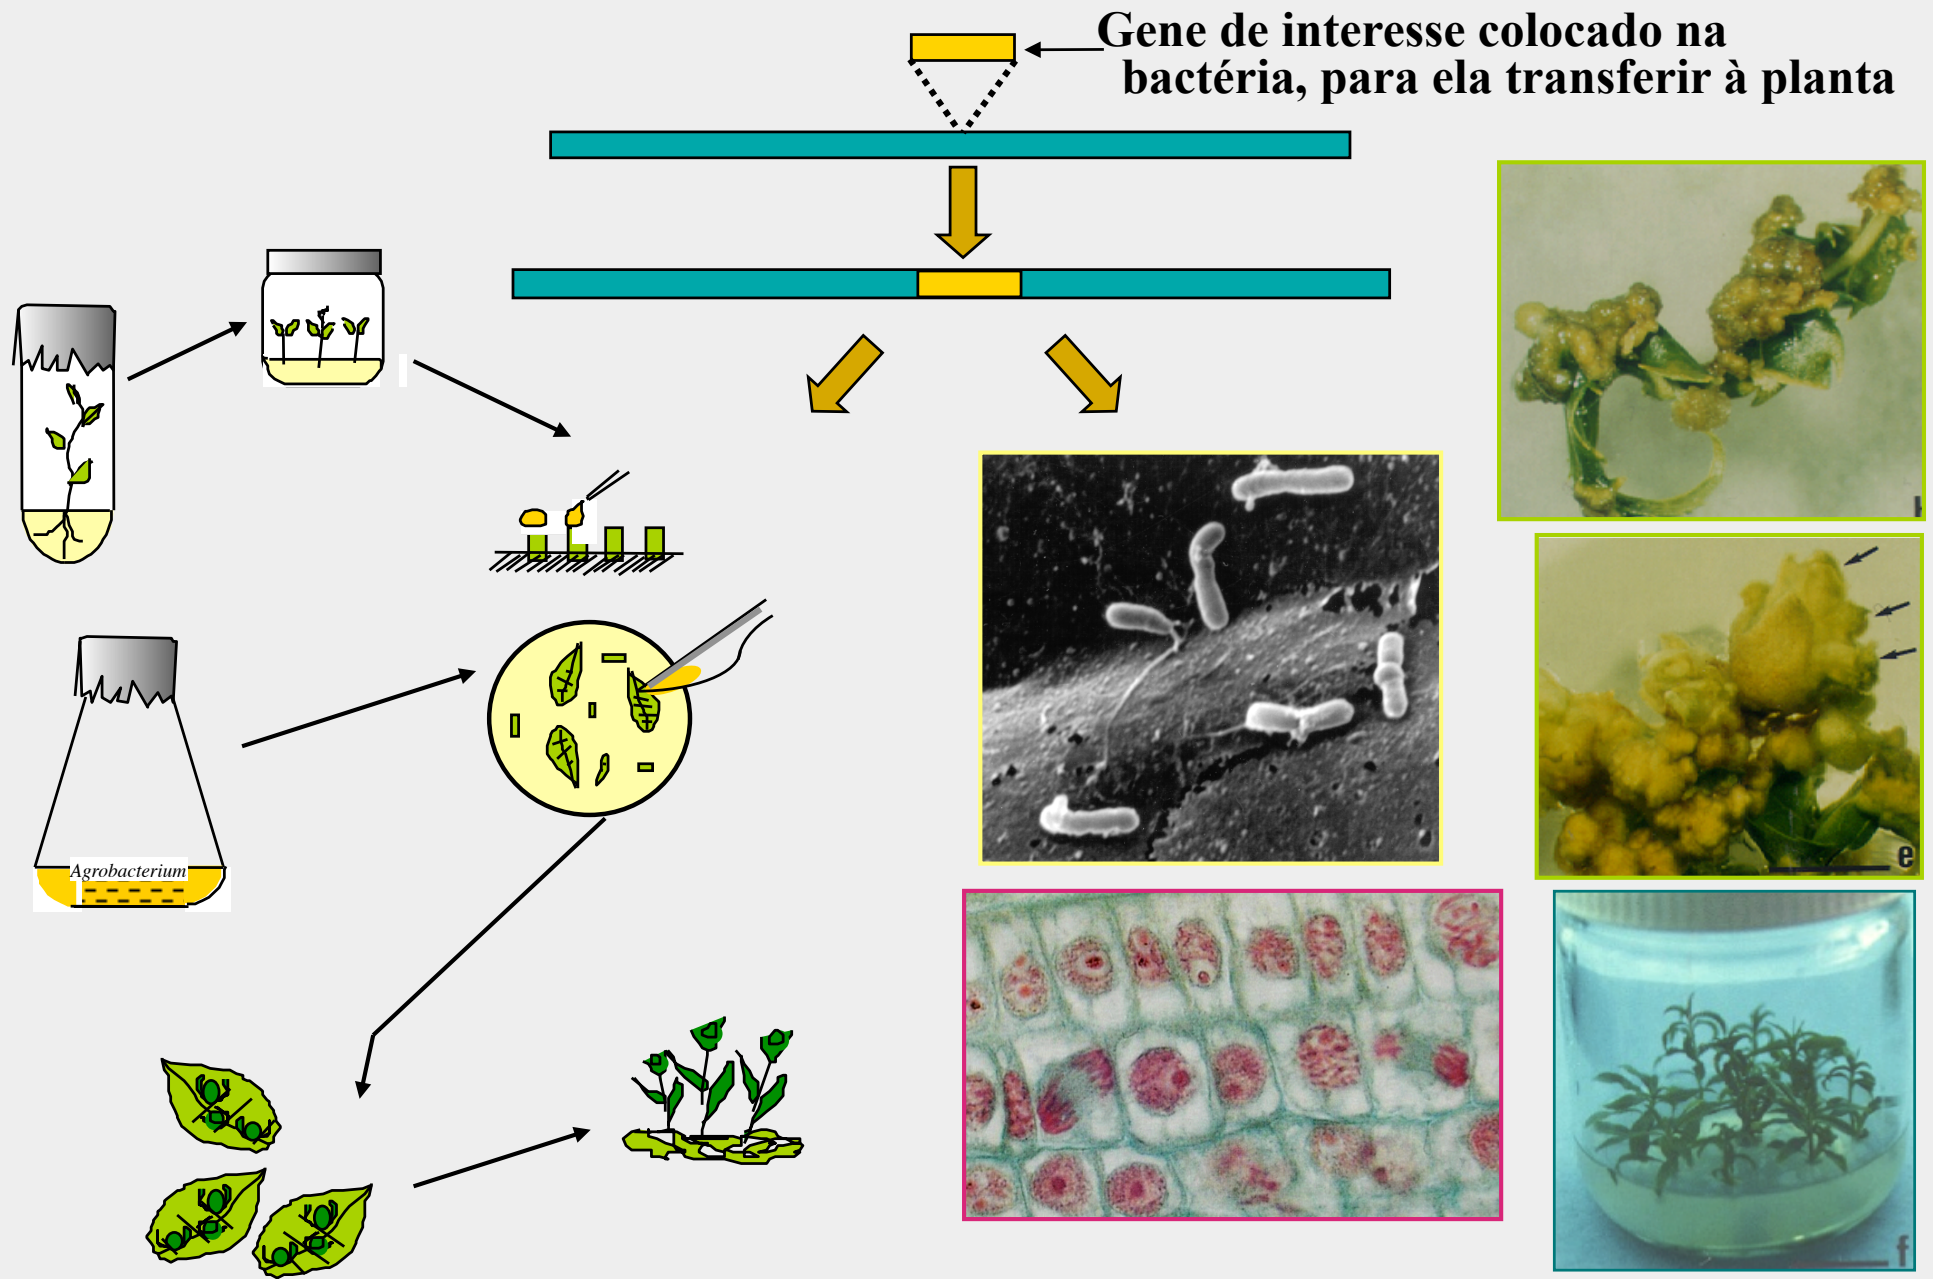 Gene de interesse colocado na
bactéria, para ela transferir à planta
Agrobacterium
e
f